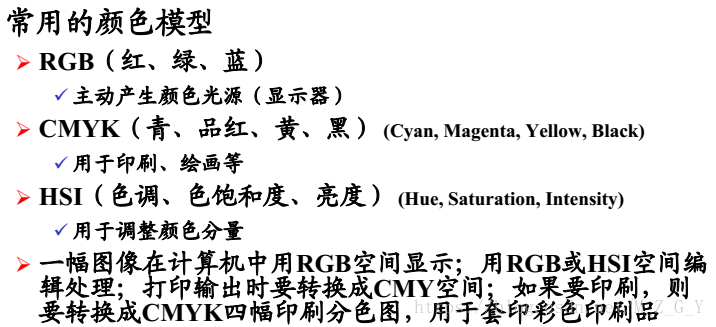 常用的颜色模型
➢ RGB（红、绿、蓝）
✓主动产生颜色光源（显示器）
➢ CMYK（青、品红、黄、黑） (Cyan, Magenta, Yellow, Black)
✓用于印刷、绘画等
➢ HSI（色调、色饱和度、亮度） (Hue, Saturation, Intensity)
✓用于调整颜色分量
➢ 一幅图像在计算机中用RGB空间显示；用RGB或HSI空间编
辑处理；打印输出时要转换成CMY空间；如果要印刷，则
要转换成CMYK四幅印刷分色图，用于套印彩色印刷品